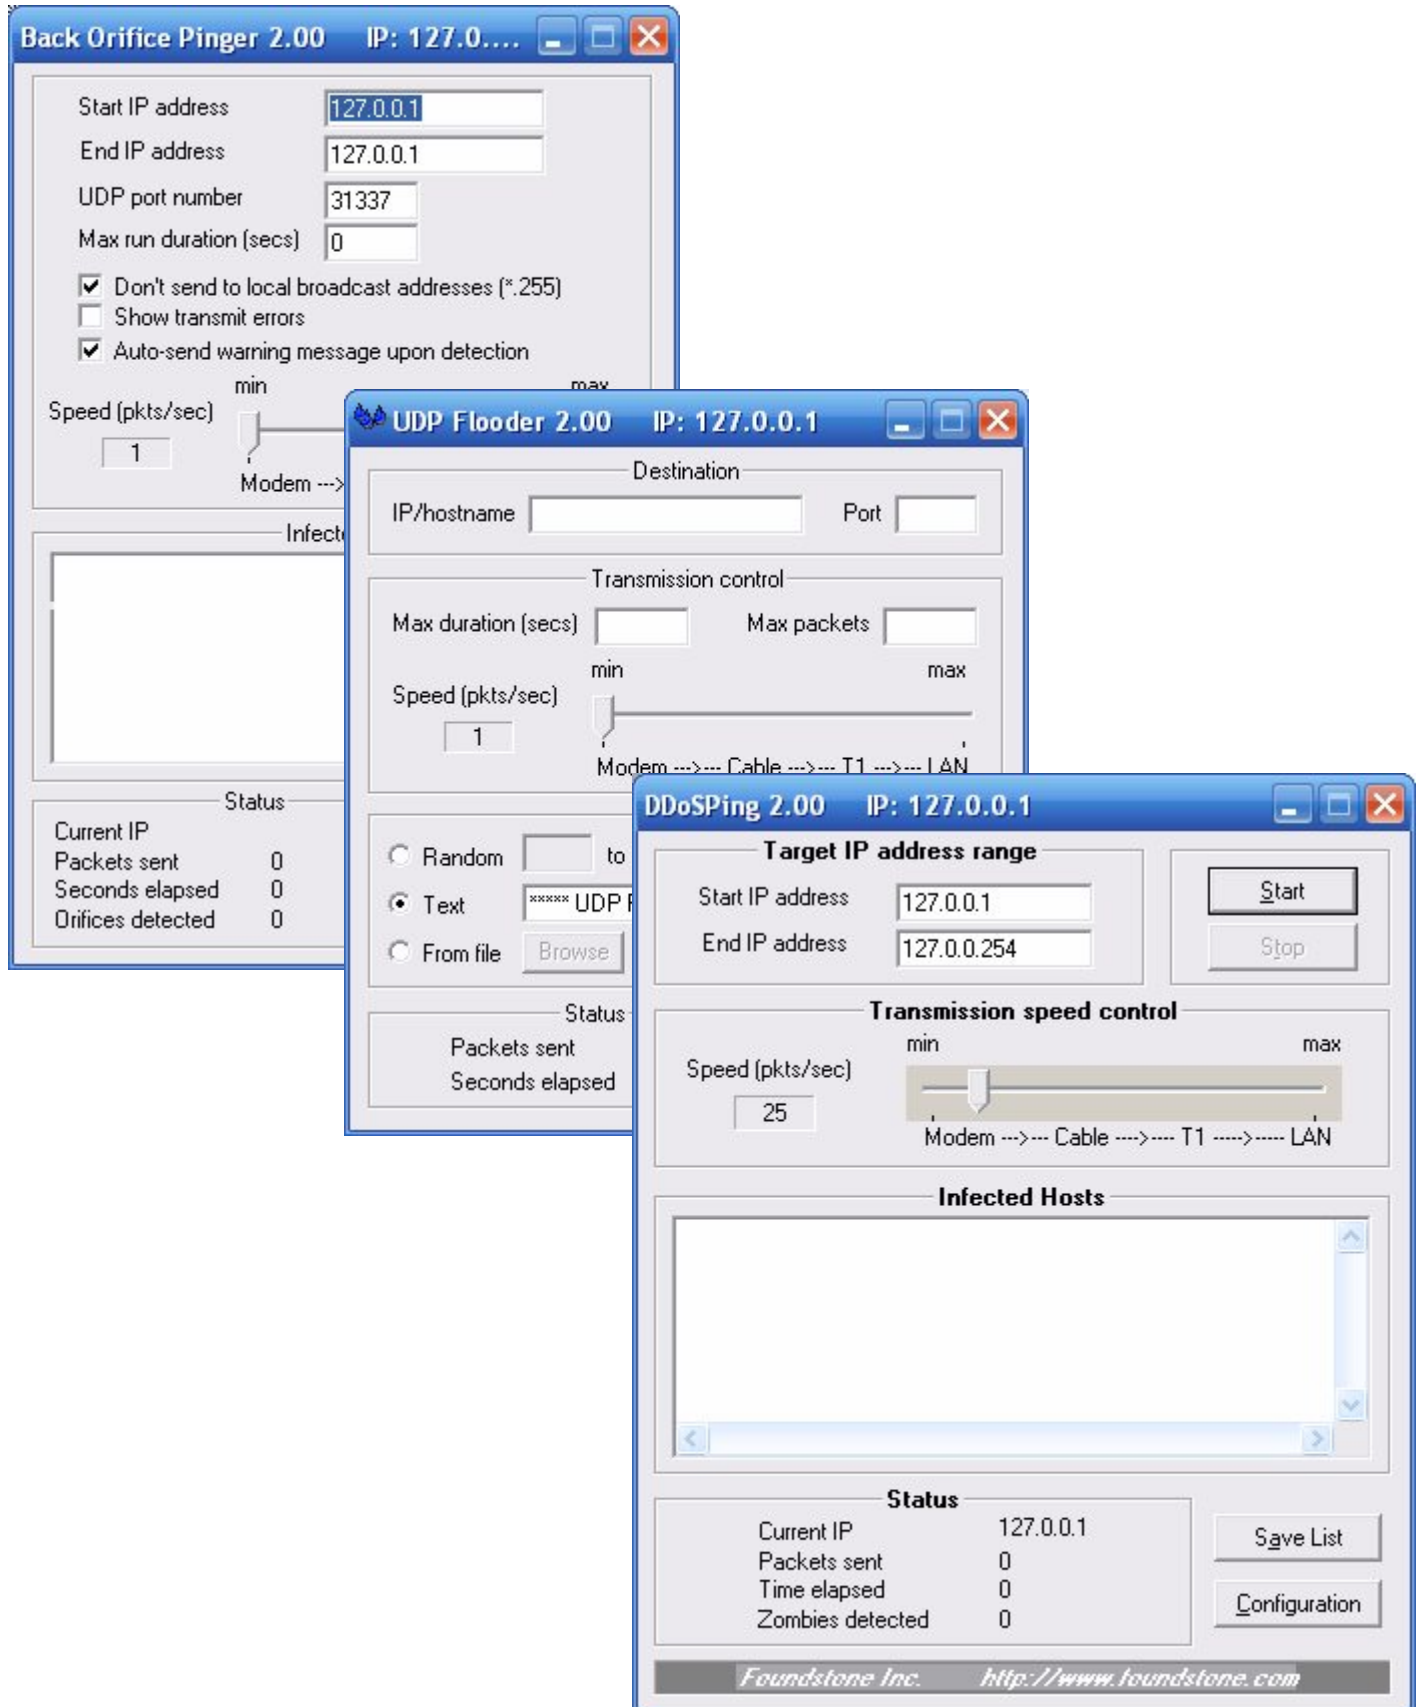 Back Orifice Pinger 2.00 IP: 127.0....
Start IP address 127.0.0.1
End IP address 127.0.0.1
UDP port number 31337
Max run duration (secs) 0
Don't send to local broadcast addresses (*.255)
Show transmit errors
Auto-send warning message upon detection
min max
Speed (pkts/sec)
1
Modem --->
Infecte
Status
Current IP
Packets sent 0
Seconds elapsed 0
Orifices detected 0
UDP Flooder 2.00 IP: 127.0.0.1
Destination
IP/hostname Port
Transmission control
Max duration (secs) Max packets
min max
Speed (pkts/sec)
1
Modem --->--- Cable --->--- T1 --->--- LAN
Random to
Text ***** UDP F
From file Browse
Status
Packets sent
Seconds elapsed
DDoSPing 2.00 IP: 127.0.0.1
Target IP address range
Start IP address 127.0.0.1
End IP address 127.0.0.254
Start
Stop
Transmission speed control
min max
Speed (pkts/sec)
25
Modem --->--- Cable ---->---- T1 ----->----- LAN
Infected Hosts
Status
Current IP 127.0.0.1
Packets sent 0
Time elapsed 0
Zombies detected 0
Save List
Configuration
Foundstone Inc. http://www.foundstone.com